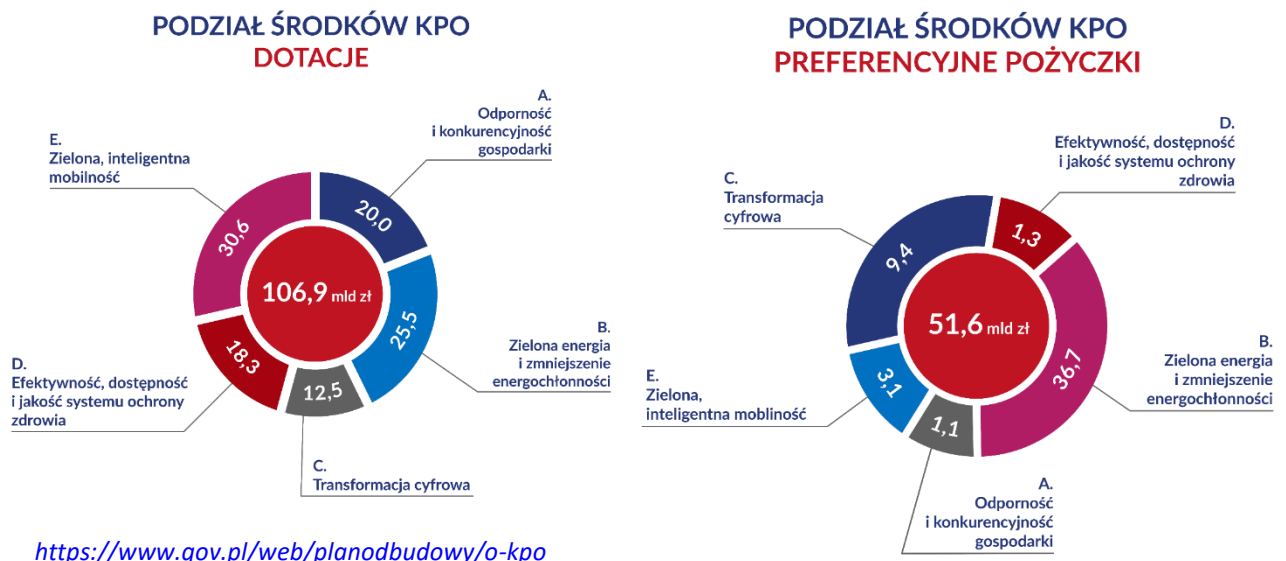 PODZIAŁ ŚRODKÓW KPO
DOTACJE
A.
Odporność
i konkurencyjność
gospodarki
E.
Zielona, inteligentna
mobilność
20,0
30,6
106,9 mld zł
25,5
18,3
12,5
B.
Zielona energia
i zmniejszenie
energochłonności
D.
Efektywność, dostępność
i jakość systemu ochrony
zdrowia
C.
Transformacja cyfrowa
https://www.gov.pl/web/planodbudowy/o-kpo
PODZIAŁ ŚRODKÓW KPO
PREFERENCYJNE POŻYCZKI
D.
Efektywność, dostępność
i jakość systemu ochrony
zdrowia
C.
Transformacja
cyfrowa
1,3
9,4
51,6 mld zł
36,7
3,1
1,1
B.
Zielona energia
i zmniejszenie
energochłonności
E.
Zielona,
inteligentna mobliność
A.
Odporność
i konkurencyjność
gospodarki